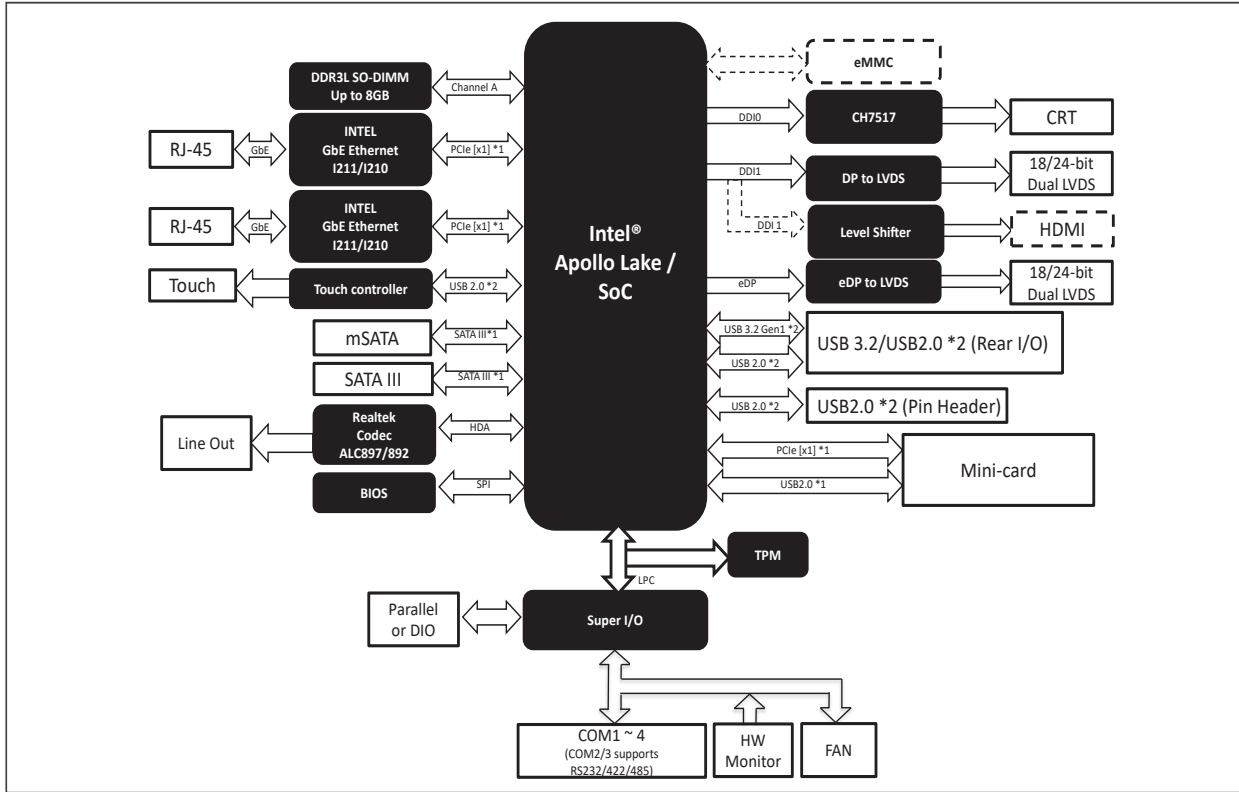 DDR3L SO-DIMM
Up to 8GB
Channel A
RJ-45
GbE
INTEL
GbE Ethernet
I211/I210
PCIe [x1] *1
RJ-45
GbE
INTEL
GbE Ethernet
I211/I210
PCIe [x1] *1
Touch
Touch controller
USB 2.0 *2
mSATA
SATA III*1
SATA III
SATA III *1
Line Out
Realtek
Codec
ALC897/892
HDA
BIOS
SPI
Intel®
Apollo Lake /
SoC
eMMC
DDI0
CH7517
CRT
DDI1
DP to LVDS
18/24-bit
Dual LVDS
DDI 1
Level Shifter
HDMI
eDP
eDP to LVDS
18/24-bit
Dual LVDS
USB 3.2 Gen1 *2
USB 2.0 *2
USB 3.2/USB2.0 *2 (Rear I/O)
USB 2.0 *2
USB2.0 *2 (Pin Header)
PCIe [x1] *1
USB2.0 *1
Mini-card
TPM
LPC
Parallel
or DIO
Super I/O
COM1 ~ 4
(COM2/3 supports
RS232/422/485)
HW
Monitor
FAN